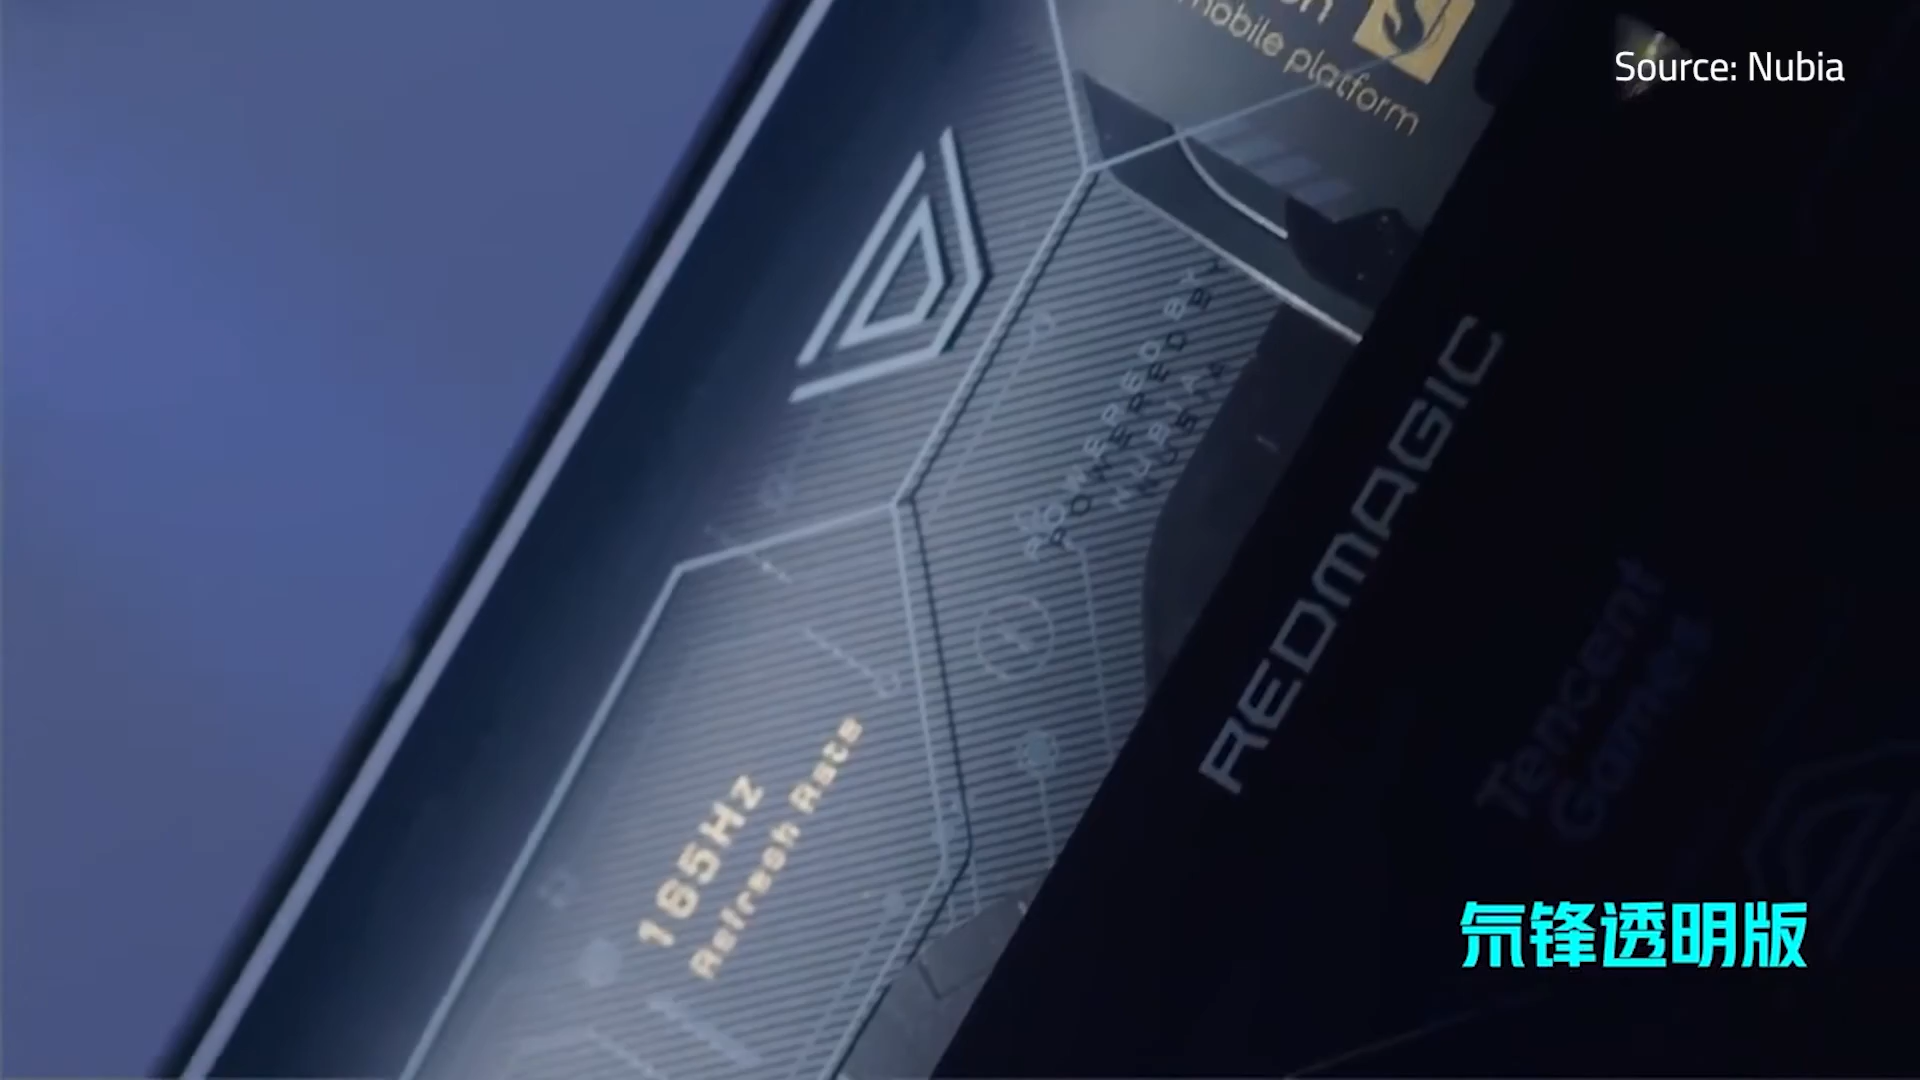 mobile platform
Source: Nubia
POWERED BY
NUBIA
REDMAGIC
Tencent
Games
165Hz
Refresh Rate
氘锋透明版